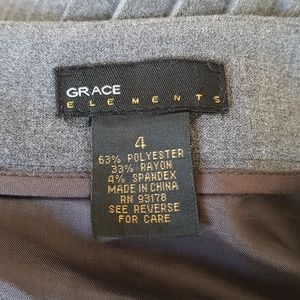 GRACE
ELEMENTS
4
63% POLYESTER
33% RAYON
4% SPANDEX
MADE IN CHINA
RN 93178
SEE REVERSE
FOR CARE